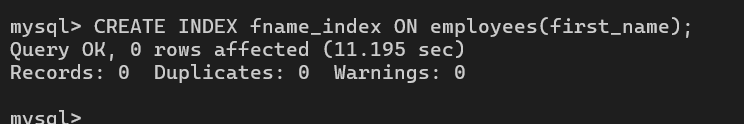 mysql> CREATE INDEX fname_index ON employees(first_name);
Query OK, 0 rows affected (11.195 sec)
Records: 0  Duplicates: 0  Warnings: 0
mysql>